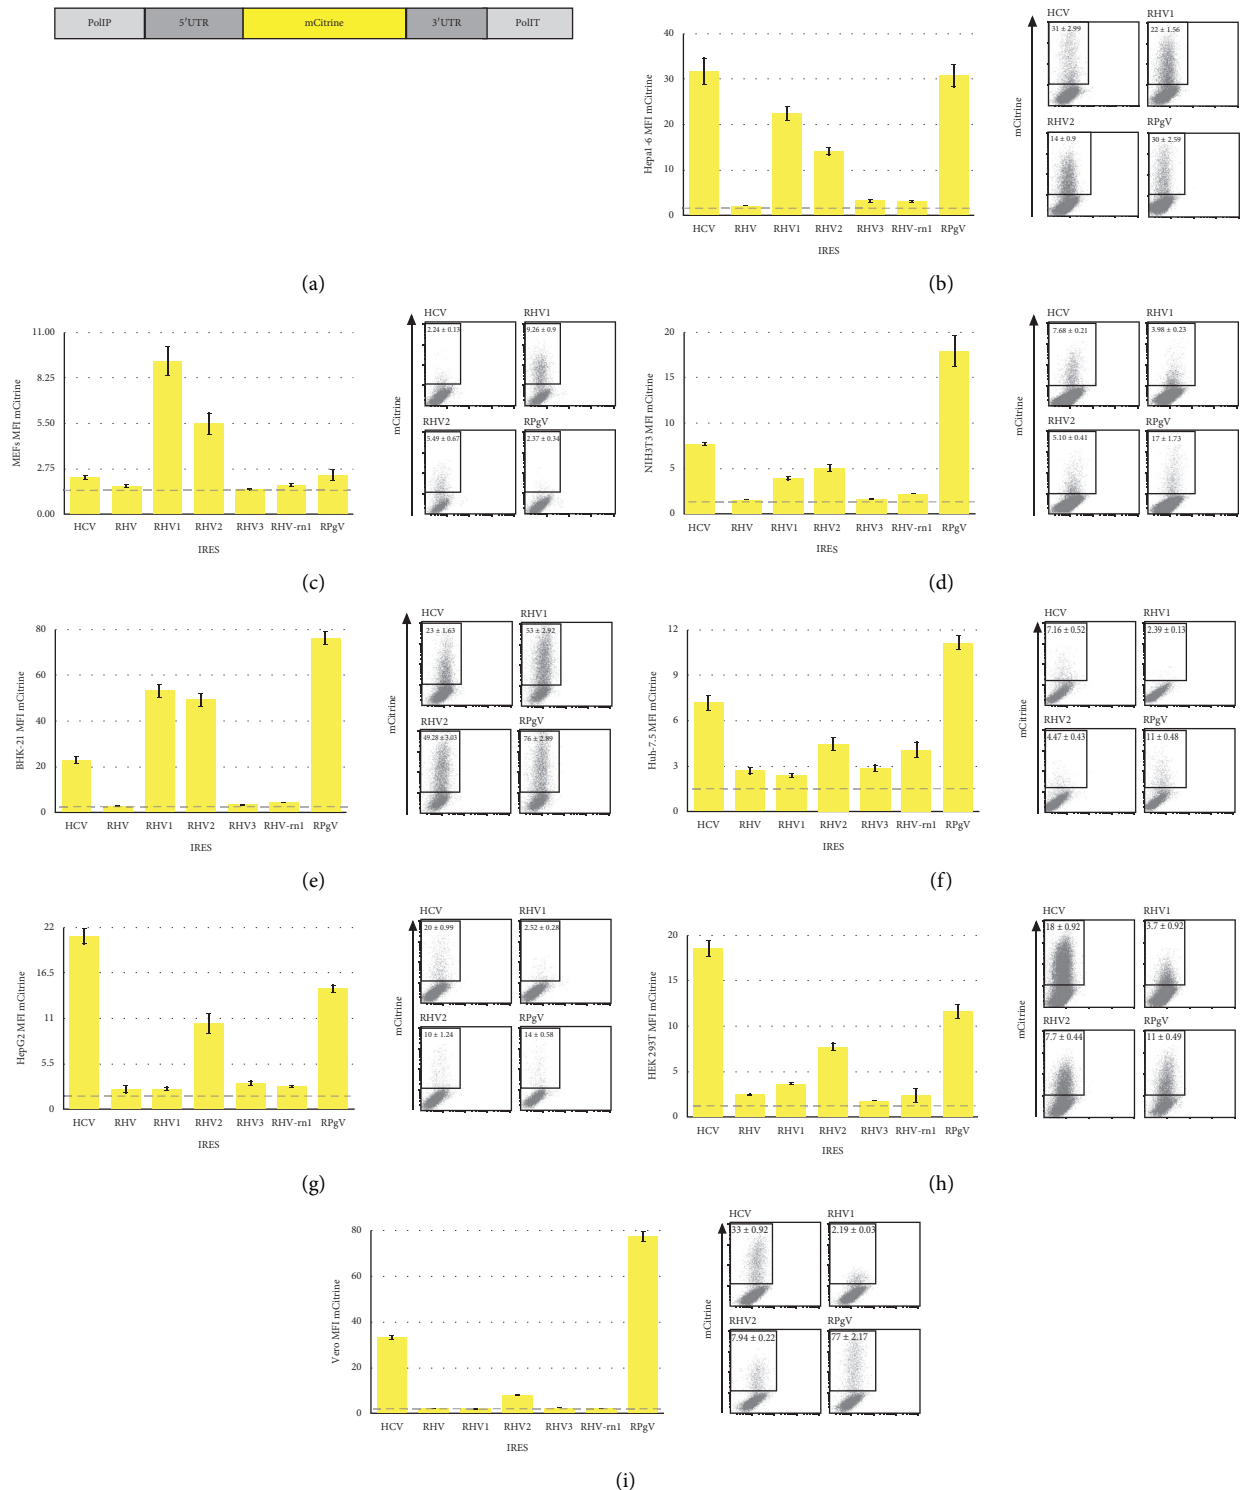 PolIP 5′UTR mCitrine 3′UTR PolIT
(a)
Hepa1-6 MFI mCitrine
40
30
20
10
0
HCV RHV RHV1 RHV2 RHV3 RHV-rn1 RPgV
IRES
mCitrine
HCV RHV1
31 ± 2.99 22 ± 1.56
RHV2 RPgV
14 ± 0.9 30 ± 2.59
(b)
MEFs MFI mCitrine
11.00
8.25
5.50
2.75
0.00
HCV RHV RHV1 RHV2 RHV3 RHV-rn1 RPgV
IRES
mCitrine
HCV RHV1
2.24 ± 0.13 9.26 ± 0.9
RHV2 RPgV
5.49 ± 0.67 2.37 ± 0.34
(c)
NIH3T3 MFI mCitrine
20
15
10
5
0
HCV RHV RHV1 RHV2 RHV3 RHV-rn1 RPgV
IRES
mCitrine
HCV RHV1
7.68 ± 0.21 3.98 ± 0.23
RHV2 RPgV
5.10 ± 0.41 17 ± 1.73
(d)
BHK-21 MFI mCitrine
80
60
40
20
0
HCV RHV RHV1 RHV2 RHV3 RHV-rn1 RPgV
IRES
mCitrine
HCV RHV1
23 ± 1.63 53 ± 2.92
RHV2 RPgV
49.28 ± 3.03 76 ± 2.89
(e)
Huh-7.5 MFI mCitrine
12
9
6
3
0
HCV RHV RHV1 RHV2 RHV3 RHV-rn1 RPgV
IRES
mCitrine
HCV RHV1
7.16 ± 0.52 2.39 ± 0.13
RHV2 RPgV
4.47 ± 0.43 11 ± 0.48
(f)
HepG2 MFI mCitrine
22
16.5
11
5.5
0
HCV RHV RHV1 RHV2 RHV3 RHV-rn1 RPgV
IRES
mCitrine
HCV RHV1
20 ± 0.99 2.52 ± 0.28
RHV2 RPgV
10 ± 1.24 14 ± 0.58
(g)
HEK 293T MFI mCitrine
20
15
10
5
0
HCV RHV RHV1 RHV2 RHV3 RHV-rn1 RPgV
IRES
mCitrine
HCV RHV1
18 ± 0.92 3.7 ± 0.92
RHV2 RPgV
7.7 ± 0.44 11 ± 0.49
(h)
Vero MFI mCitrine
80
60
40
20
0
HCV RHV RHV1 RHV2 RHV3 RHV-rn1 RPgV
IRES
mCitrine
HCV RHV1
33 ± 0.92 2.19 ± 0.03
RHV2 RPgV
7.94 ± 0.22 77 ± 2.17
(i)